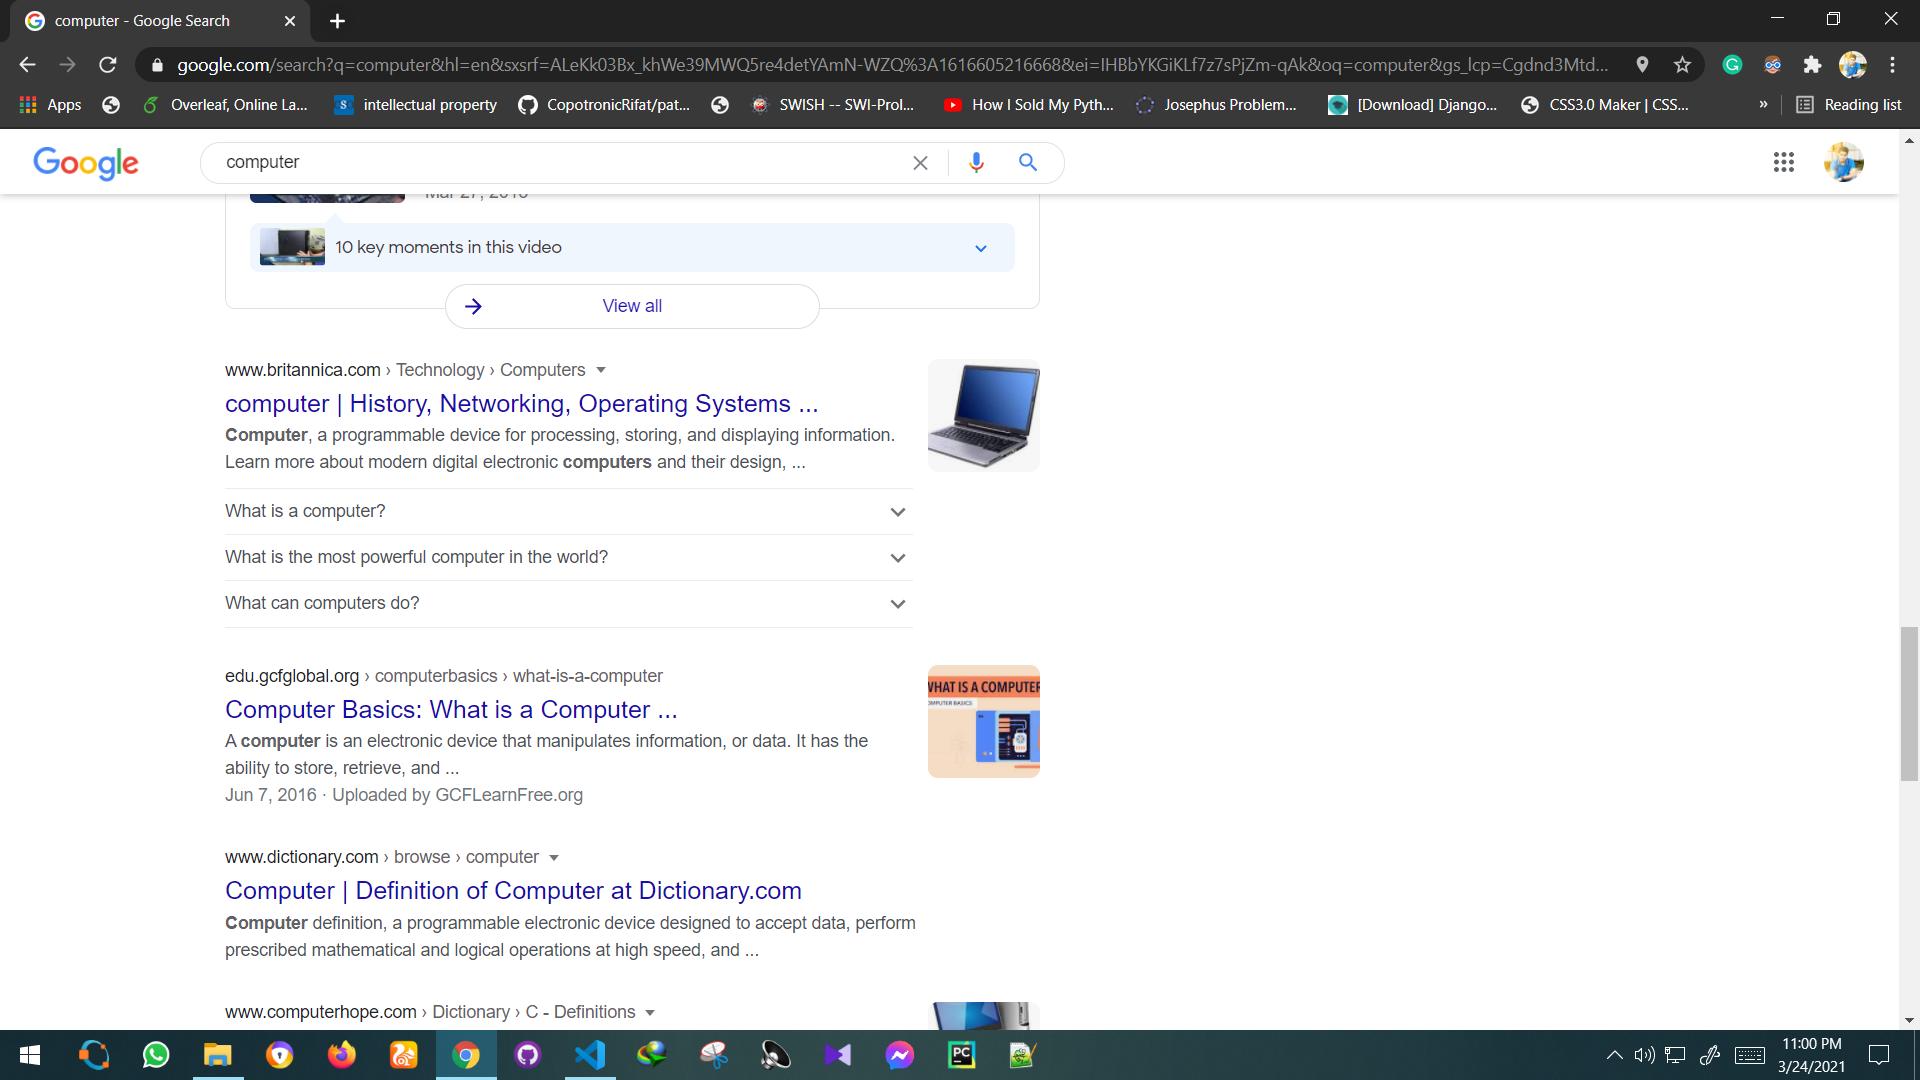 computer - Google Search
google.com/search?q=computer&hl=en&sxsrf=ALeKk03Bx_khWe39MWQ5re4detYAmN-WZQ%3A1616605216668&ei=IHBbYKGiKLf7z7sPjZm-qAk&oq=computer&gs_lcp=Cgdnd3Mtd...
Apps Overleaf, Online La... intellectual property CopotronicRifat/pat... SWISH -- SWI-Prol... How I Sold My Pyth... Josephus Problem... [Download] Django... CSS3.0 Maker | CSS... » Reading list
Google computer
10 key moments in this video
View all
www.britannica.com › Technology › Computers
computer | History, Networking, Operating Systems ...
Computer, a programmable device for processing, storing, and displaying information.
Learn more about modern digital electronic computers and their design, ...
What is a computer?
What is the most powerful computer in the world?
What can computers do?
edu.gcfglobal.org › computerbasics › what-is-a-computer
Computer Basics: What is a Computer ...
A computer is an electronic device that manipulates information, or data. It has the
ability to store, retrieve, and ...
Jun 7, 2016 · Uploaded by GCFLearnFree.org
WHAT IS A COMPUTER
COMPUTER BASICS
www.dictionary.com › browse › computer
Computer | Definition of Computer at Dictionary.com
Computer definition, a programmable electronic device designed to accept data, perform
prescribed mathematical and logical operations at high speed, and ...
www.computerhope.com › Dictionary › C - Definitions
PC
11:00 PM
3/24/2021